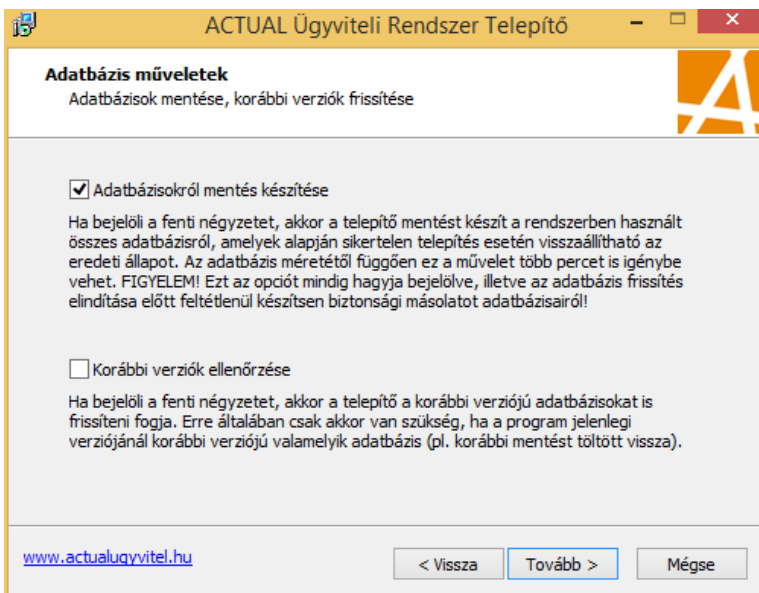 ACTUAL Ügyviteli Rendszer Telepítő
Adatbázis műveletek
Adatbázisok mentése, korábbi verziók frissítése
Adatbázisokról mentés készítése
Ha bejelöli a fenti négyzetet, akkor a telepítő mentést készít a rendszerben használt
összes adatbázisról, amelyek alapján sikertelen telepítés esetén visszaállítható az
eredeti állapot. Az adatbázis méretétől függően ez a művelet több percet is igénybe
vehet. FIGYELEM! Ezt az opciót mindig hagyja bejelölve, illetve az adatbázis frissítés
elindítása előtt feltétlenül készítsen biztonsági másolatot adatbázisairól!
Korábbi verziók ellenőrzése
Ha bejelöli a fenti négyzetet, akkor a telepítő a korábbi verziójú adatbázisokat is
frissíteni fogja. Erre általában csak akkor van szükség, ha a program jelenlegi
verziójánál korábbi verziójú valamelyik adatbázis (pl. korábbi mentést töltött vissza).
www.actualugyvitel.hu
< Vissza
Tovább >
Mégse